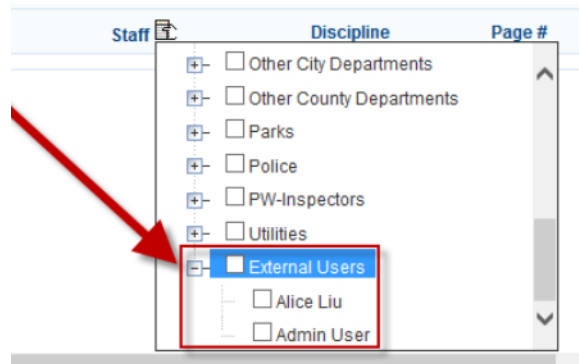 Staff Discipline Page #
Other City Departments
Other County Departments
Parks
Police
PW-Inspectors
Utilities
External Users
Alice Liu
Admin User